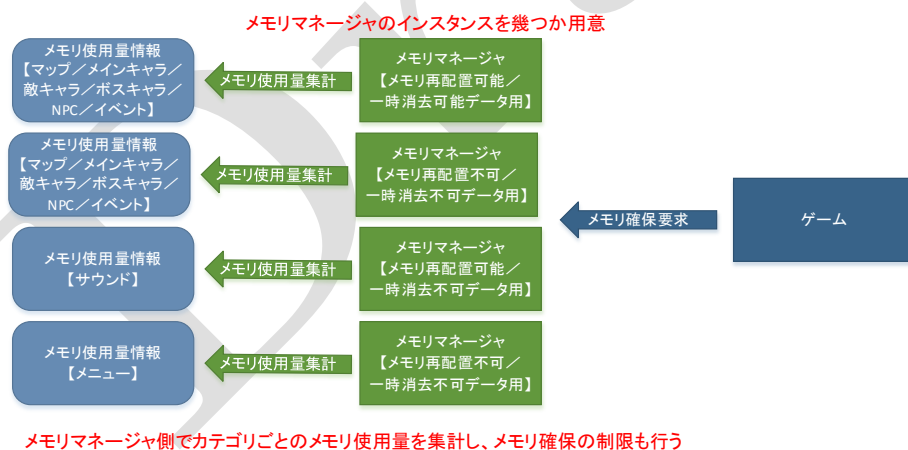 メモリマネージャのインスタンスを幾つか用意
メモリ使用量情報
【マップ／メインキャラ／
敵キャラ／ボスキャラ／
NPC／イベント】
メモリ使用量集計
メモリマネージャ
【メモリ再配置可能／
一時消去可能データ用】
メモリ使用量情報
【マップ／メインキャラ／
敵キャラ／ボスキャラ／
NPC／イベント】
メモリ使用量集計
メモリマネージャ
【メモリ再配置不可／
一時消去不可データ用】
メモリ確保要求
ゲーム
メモリ使用量情報
【サウンド】
メモリ使用量集計
メモリマネージャ
【メモリ再配置可能／
一時消去不可データ用】
メモリ使用量情報
【メニュー】
メモリ使用量集計
メモリマネージャ
【メモリ再配置不可／
一時消去不可データ用】
メモリマネージャ側でカテゴリごとのメモリ使用量を集計し、メモリ確保の制限も行う